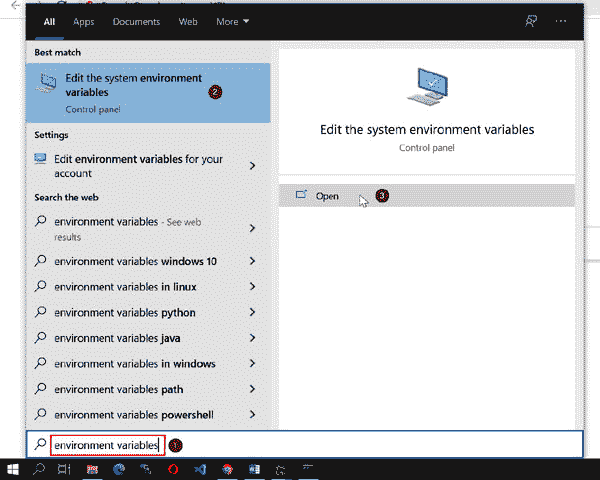 All Apps Documents Web More
Best match
Edit the system environment
variables
Control panel
2
Settings
Edit environment variables for your
account
Search the web
environment variables - See web
results
environment variables windows 10
environment variables in linux
environment variables python
environment variables java
environment variables in windows
environment variables path
environment variables powershell
environment variables
1
Edit the system environment variables
Control panel
Open
3